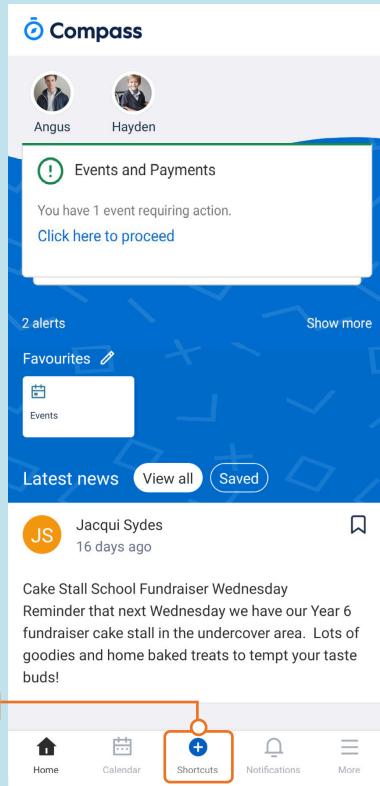 Compass
Angus Hayden
Events and Payments
You have 1 event requiring action.
Click here to proceed
2 alerts Show more
Favourites
Events
Latest news View all Saved
JS
Jacqui Sydes
16 days ago
Cake Stall School Fundraiser Wednesday
Reminder that next Wednesday we have our Year 6
fundraiser cake stall in the undercover area. Lots of
goodies and home baked treats to tempt your taste
buds!
Home Calendar Shortcuts Notifications More